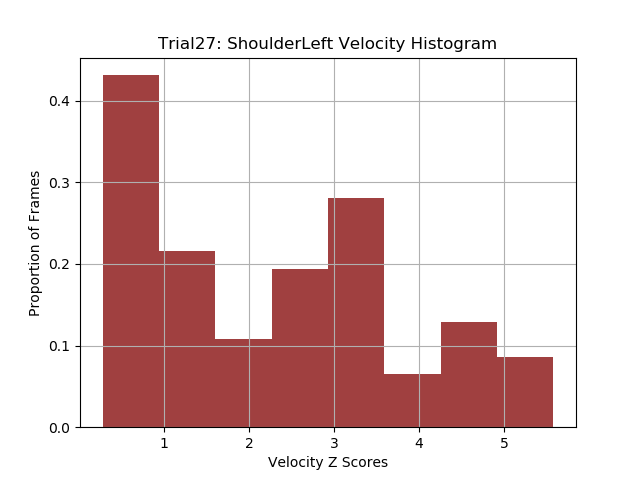 Trial27: ShoulderLeft Velocity Histogram
0.4
0.3
0.2
0.1
0.0
Proportion of Frames
1 2 3 4 5
Velocity Z Scores